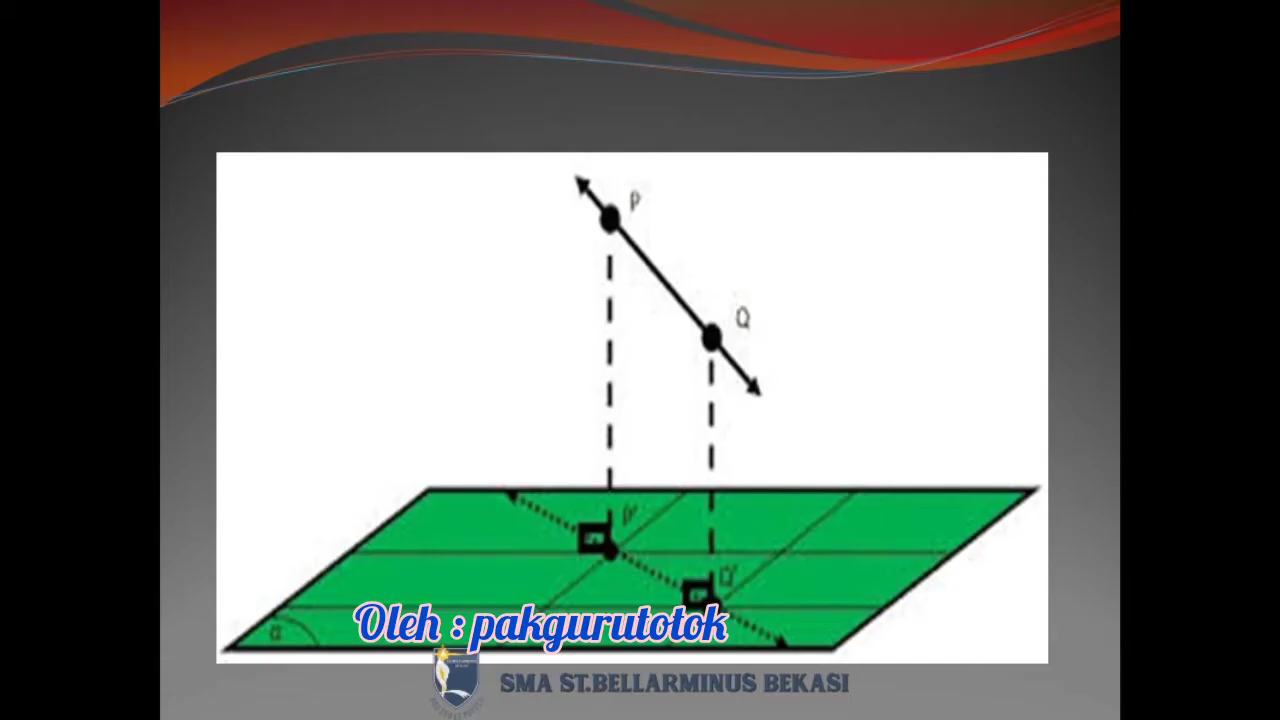 P
Q
P'
Q'
α
Oleh : pakgurutotok
SMA ST.BELLARMINUS BEKASI